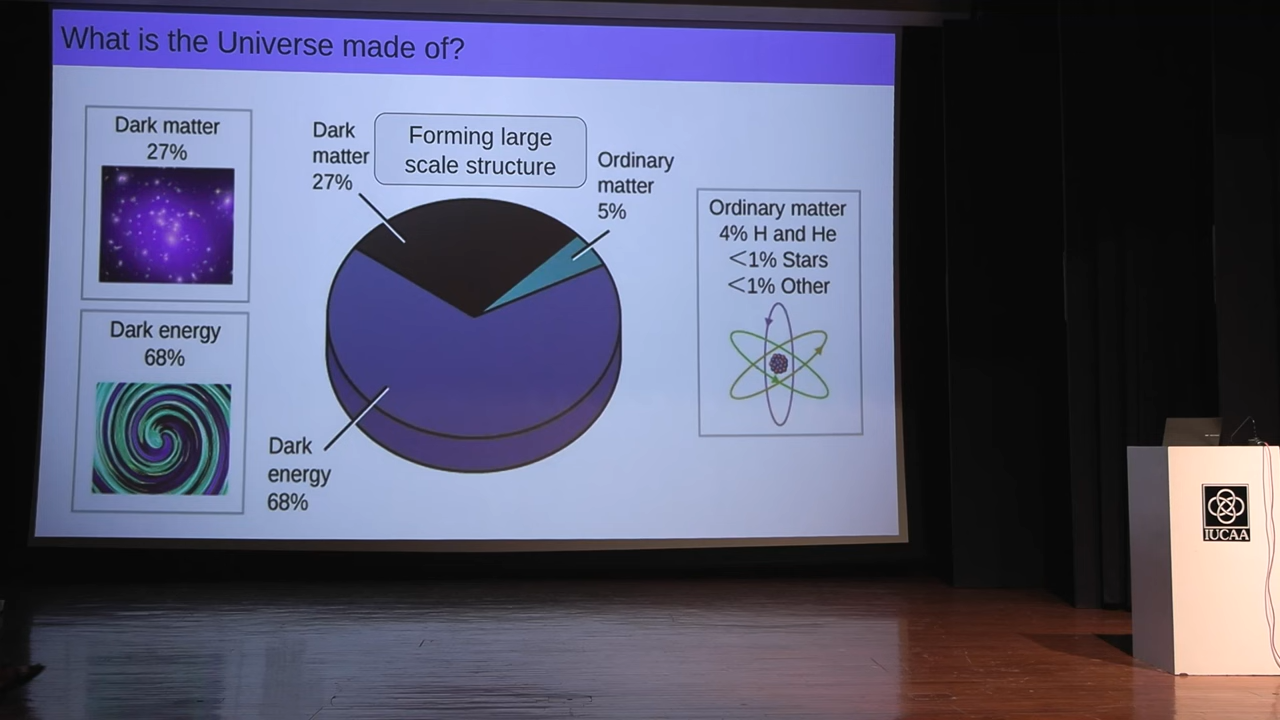 What is the Universe made of?
Dark matter
27%
Dark energy
68%
Dark
matter
27%
Forming large
scale structure
Ordinary
matter
5%
Dark
energy
68%
Ordinary matter
4% H and He
<1% Stars
<1% Other
IUCAA